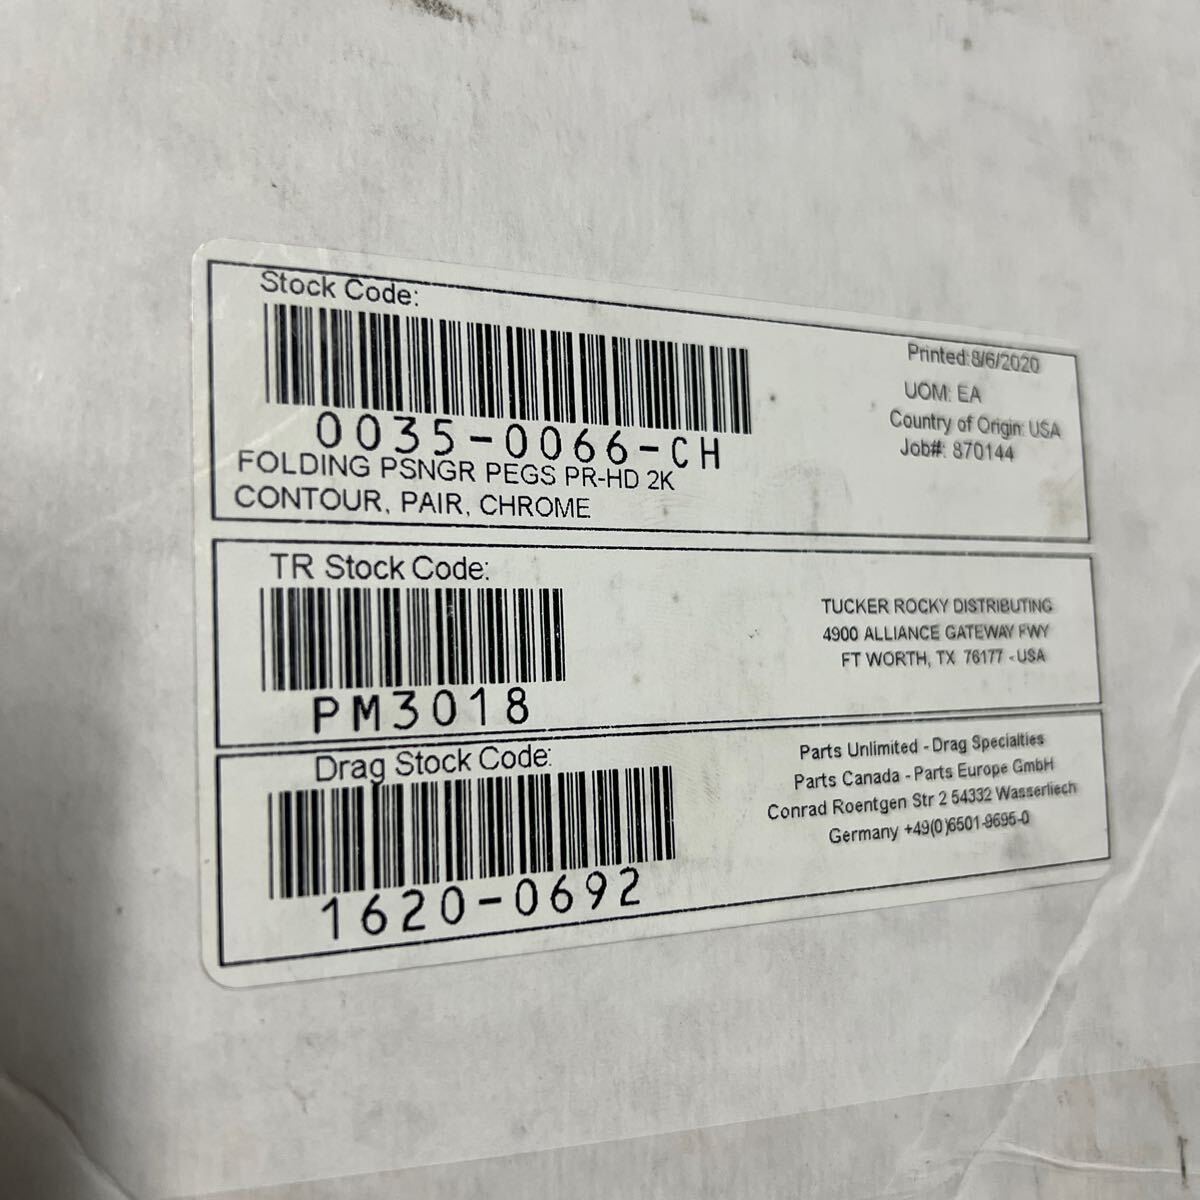 Stock Code:
0035-0066-CH
FOLDING PSNGR PEGS PR-HD 2K
CONTOUR, PAIR, CHROME
Printed:8/6/2020
UOM: EA
Country of Origin: USA
Job#: 870144
TR Stock Code:
PM3018
TUCKER ROCKY DISTRIBUTING
4900 ALLIANCE GATEWAY FWY
FT WORTH, TX 76177 -USA
Drag Stock Code:
1620-0692
Parts Unlimited - Drag Specialties
Parts Canada - Parts Europe GmbH
Conrad Roentgen Str 2 54332 Wasserliech
Germany +49(0)6501-9695-0